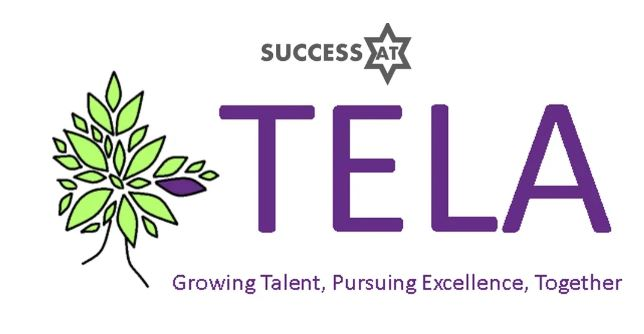 SUCCESS AT
TELA
Growing Talent, Pursuing Excellence, Together